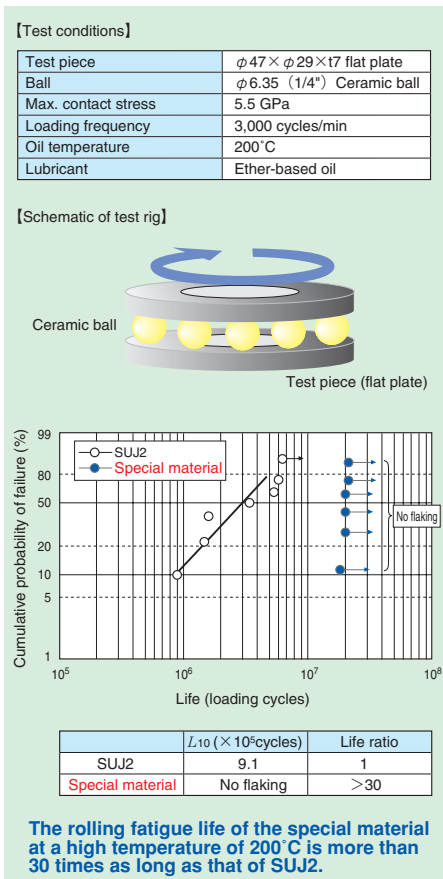 【Test conditions】
Test piece φ47×φ29×t7 flat plate
Ball φ6.35（1/4"）Ceramic ball
Max. contact stress 5.5 GPa
Loading frequency 3,000 cycles/min
Oil temperature 200˚C
Lubricant Ether-based oil
【Schematic of test rig】
Ceramic ball
Test piece (flat plate)
Cumulative probability of failure (%)
99
80
50
20
10
5
1
SUJ2
Special material
No flaking
10⁵ 10⁶ 10⁷ 10⁸
Life (loading cycles)
L10 (×10⁵cycles) Life ratio
SUJ2 9.1 1
Special material No flaking ＞30
The rolling fatigue life of the special material
at a high temperature of 200˚C is more than
30 times as long as that of SUJ2.